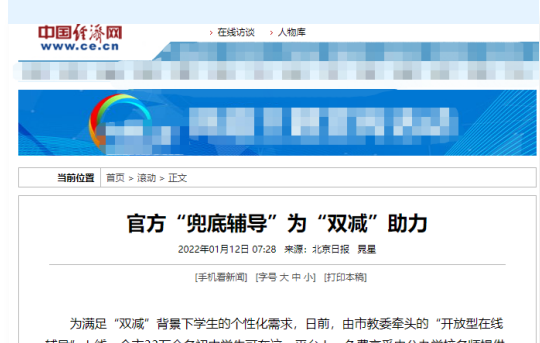 中国经济网
www.ce.cn
› 在线访谈 › 人物库
当前位置 首页 > 滚动 > 正文
官方“兜底辅导”为“双减”助力
2022年01月12日 07:28 来源：北京日报 晁星
[手机看新闻] [字号 大 中 小] [打印本稿]
为满足“双减”背景下学生的个性化需求，日前，由市教委牵头的“开放型在线